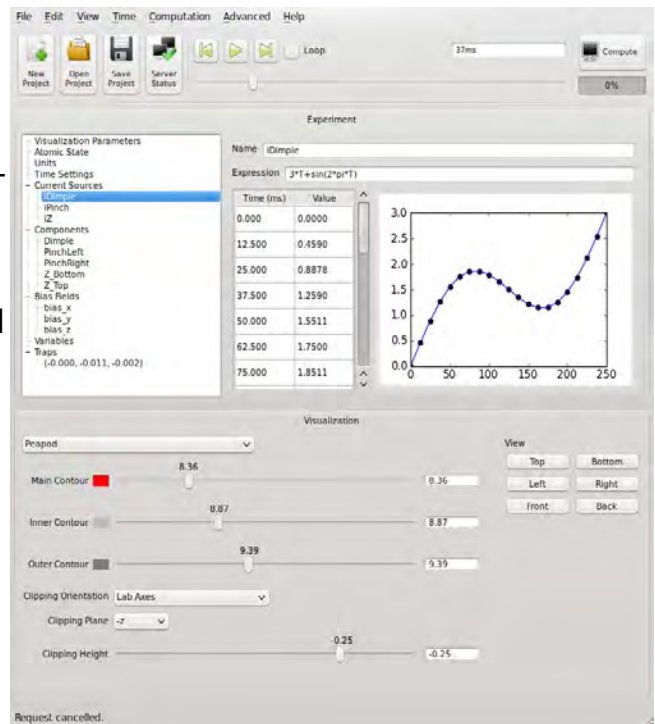 File Edit View Time Computation Advanced Help
Loop
37ms
Compute
New Project
Open Project
Save Project
Server Status
0%
Experiment
Visualization Parameters
Atomic State
Units
Time Settings
Current Sources
iDimple
iPinch
iZ
Components
Dimple
PinchLeft
PinchRight
Z_Bottom
Z_Top
Bias Fields
bias_x
bias_y
bias_z
Variables
Traps
(-0.000, -0.011, -0.002)
Name iDimple
Expression 3*T+sin(2*pi*T)
Time (ms) Value
0.000 0.0000
12.500 0.4590
25.000 0.8878
37.500 1.2590
50.000 1.5511
62.500 1.7500
75.000 1.8511
3.0
2.5
2.0
1.5
1.0
0.5
0.0
0 50 100 150 200 250
Visualization
Peapod
View
Top Bottom
Left Right
Front Back
8.36
Main Contour 8.36
8.87
Inner Contour 8.87
9.39
Outer Contour 9.39
Clipping Orientation Lab Axes
Clipping Plane -z
-0.25
Clipping Height -0.25
Request cancelled.